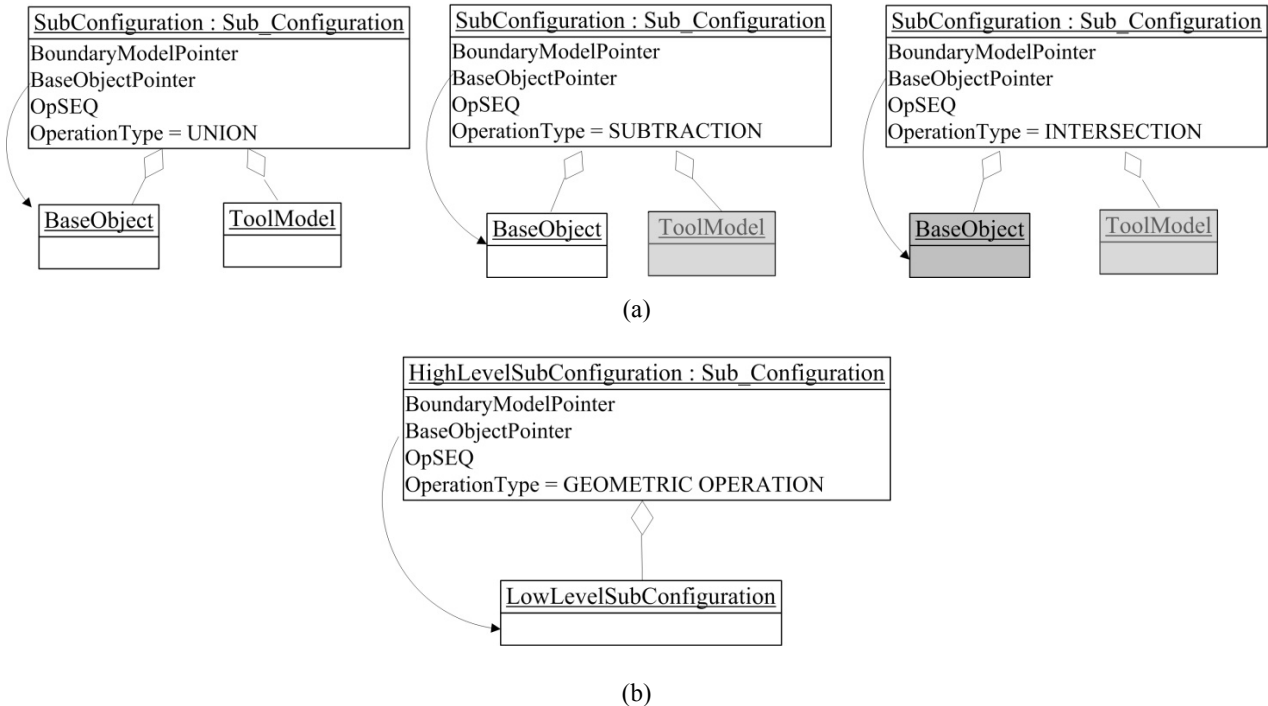 SubConfiguration : Sub_Configuration
BoundaryModelPointer
BaseObjectPointer
OpSEQ
OperationType = UNION
BaseObject
ToolModel
SubConfiguration : Sub_Configuration
BoundaryModelPointer
BaseObjectPointer
OpSEQ
OperationType = SUBTRACTION
BaseObject
ToolModel
SubConfiguration : Sub_Configuration
BoundaryModelPointer
BaseObjectPointer
OpSEQ
OperationType = INTERSECTION
BaseObject
ToolModel
(a)
HighLevelSubConfiguration : Sub_Configuration
BoundaryModelPointer
BaseObjectPointer
OpSEQ
OperationType = GEOMETRIC OPERATION
LowLevelSubConfiguration
(b)